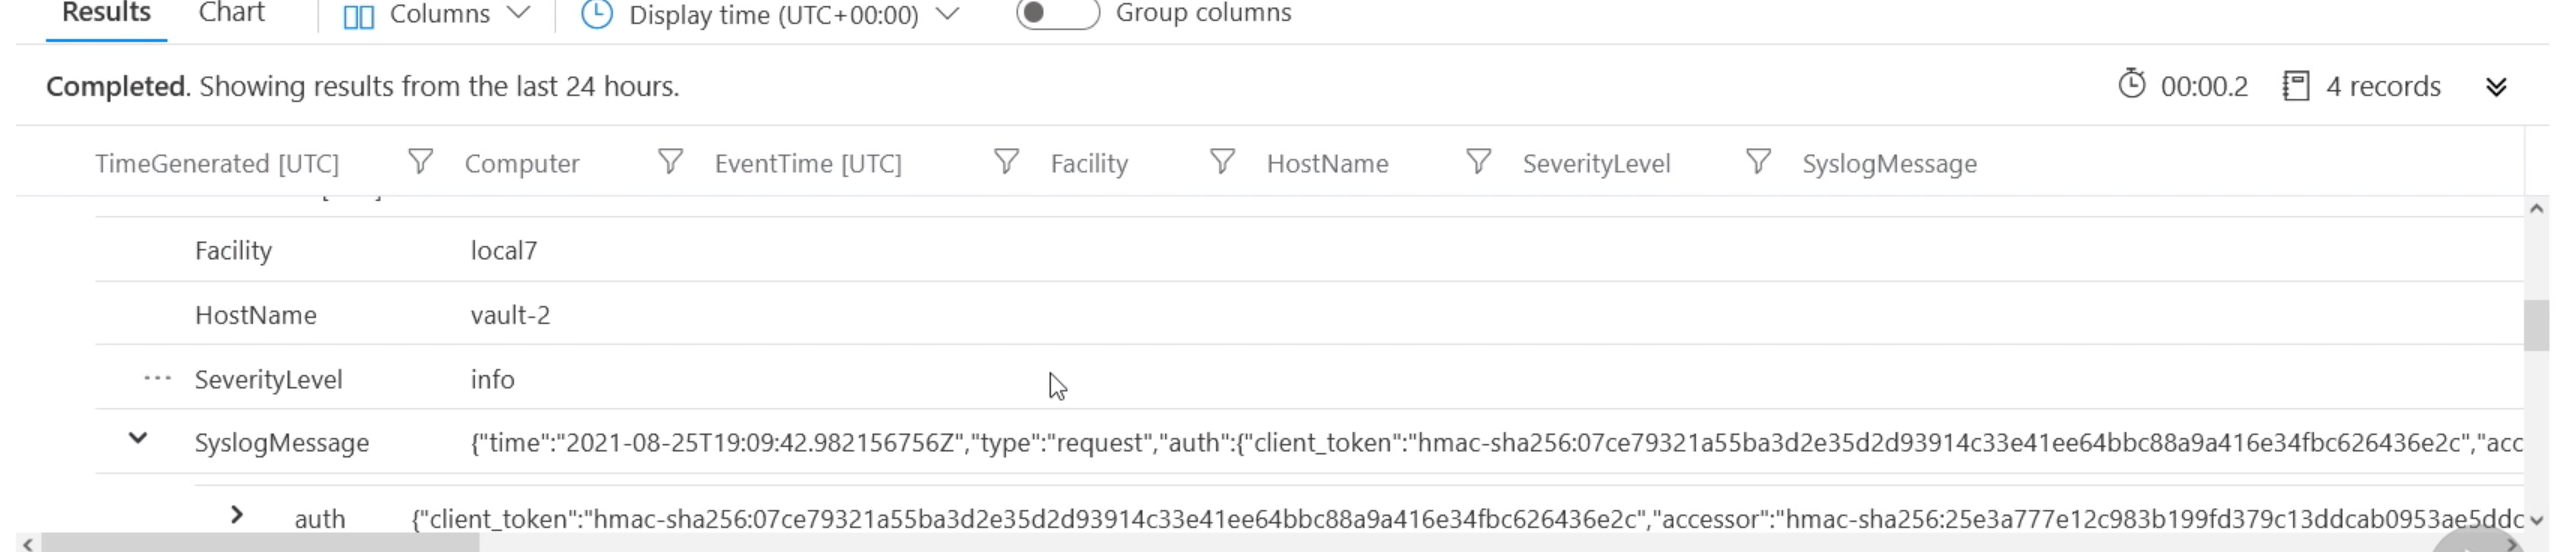 Results Chart Columns Display time (UTC+00:00) Group columns
Completed. Showing results from the last 24 hours. 00:00.2 4 records
TimeGenerated [UTC] Computer EventTime [UTC] Facility HostName SeverityLevel SyslogMessage
Facility local7
HostName vault-2
··· SeverityLevel info
SyslogMessage {"time":"2021-08-25T19:09:42.982156756Z","type":"request","auth":{"client_token":"hmac-sha256:07ce79321a55ba3d2e35d2d93914c33e41ee64bbc88a9a416e34fbc626436e2c","acc
auth {"client_token":"hmac-sha256:07ce79321a55ba3d2e35d2d93914c33e41ee64bbc88a9a416e34fbc626436e2c","accessor":"hmac-sha256:25e3a777e12c983b199fd379c13ddcab0953ae5ddc